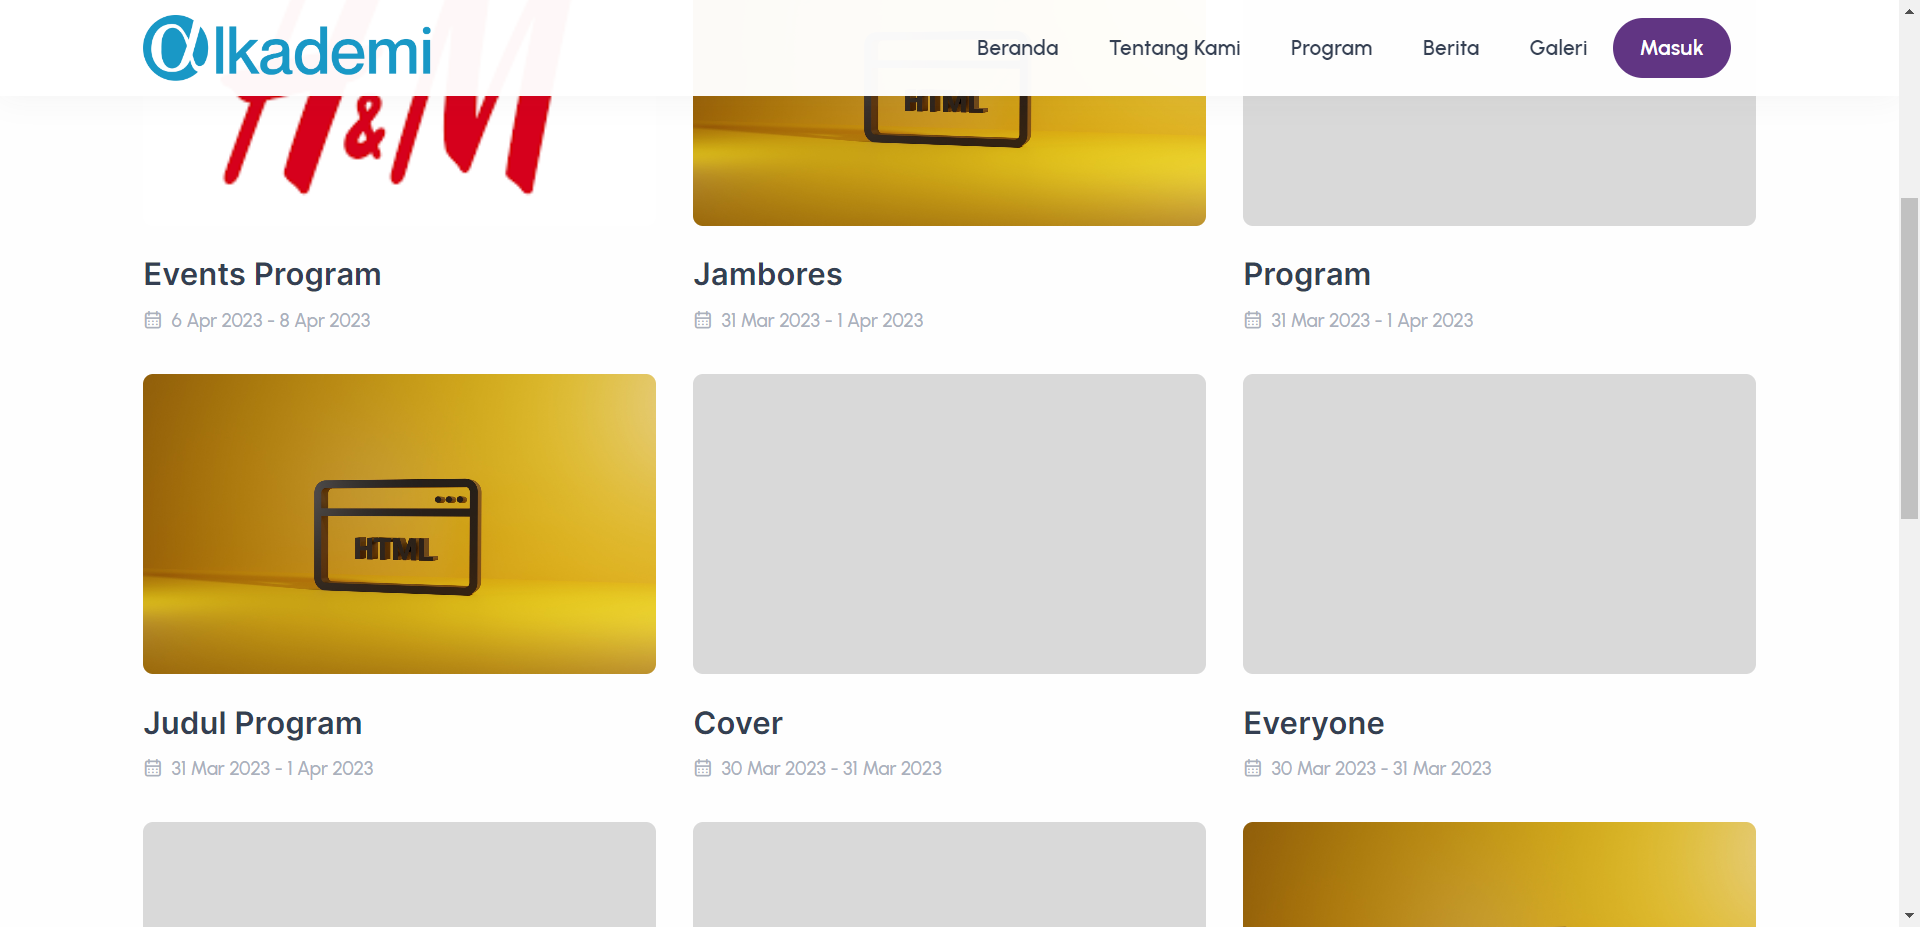 @lkademi
Beranda
Tentang Kami
Program
Berita
Galeri
Masuk
H&M
HTML
Events Program
Jambores
Program
6 Apr 2023 - 8 Apr 2023
31 Mar 2023 - 1 Apr 2023
31 Mar 2023 - 1 Apr 2023
HTML
Judul Program
Cover
Everyone
31 Mar 2023 - 1 Apr 2023
30 Mar 2023 - 31 Mar 2023
30 Mar 2023 - 31 Mar 2023